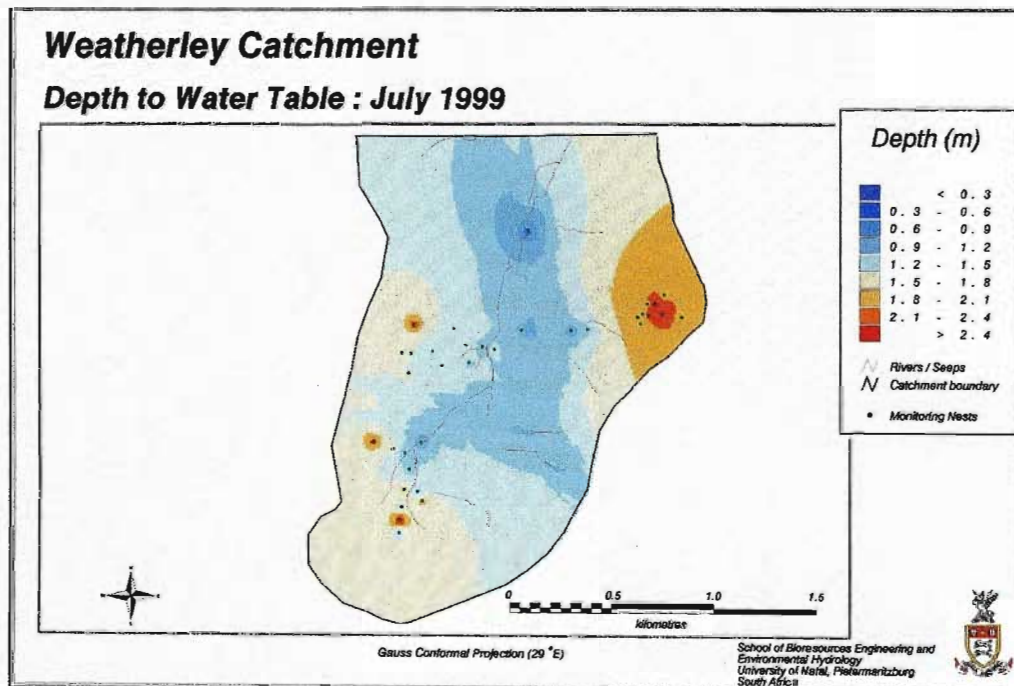 Weatherley Catchment
Depth to Water Table : July 1999
Depth (m)
< 0.3
0.3 - 0.6
0.6 - 0.9
0.9 - 1.2
1.2 - 1.5
1.5 - 1.8
1.8 - 2.1
2.1 - 2.4
> 2.4
Rivers / Seeps
Catchment boundary
Monitoring Nests
0 0.5 1.0 1.5
kilometres
Gauss Conformal Projection (29 °E)
School of Bioresources Engineering and
Environmental Hydrology
University of Natal, Pietermaritzburg
South Africa